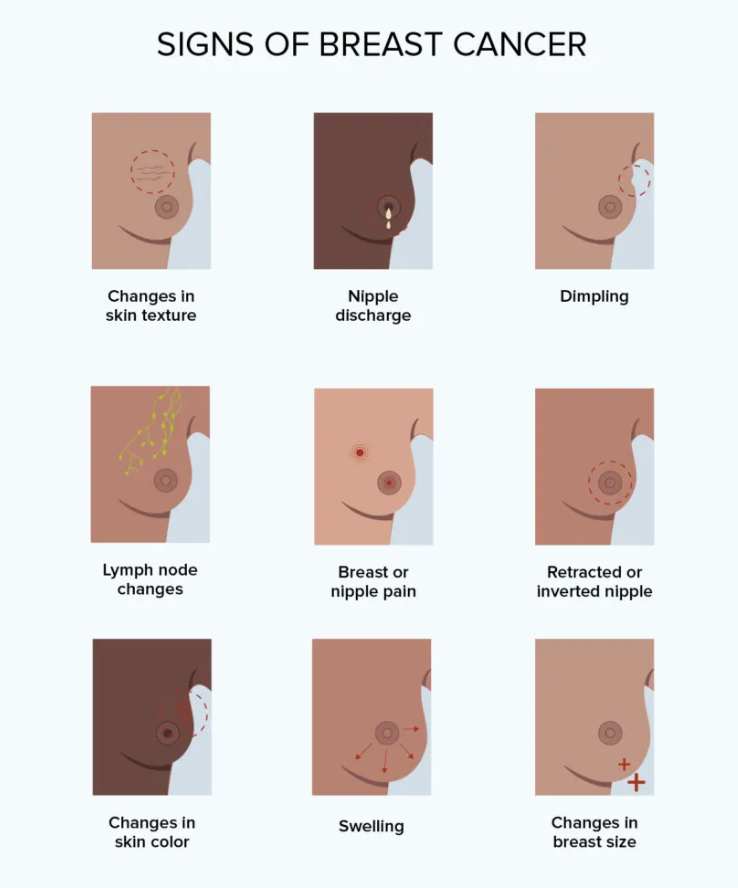 SIGNS OF BREAST CANCER
Changes in
skin texture
Nipple
discharge
Dimpling
Lymph node
changes
Breast or
nipple pain
Retracted or
inverted nipple
Changes in
skin color
Swelling
Changes in
breast size